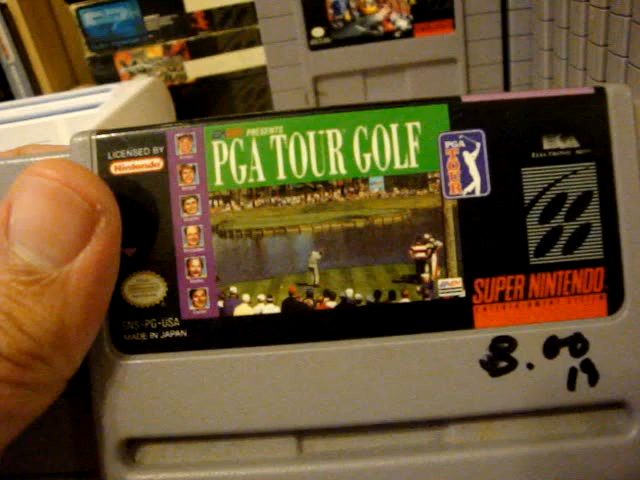 LICENSED BY
Nintendo
PRESENTS
PGA TOUR GOLF
PGA
TOUR
SUPER NINTENDO
ENTERTAINMENT SYSTEM
SNS-PG-USA
MADE IN JAPAN
8.00
19